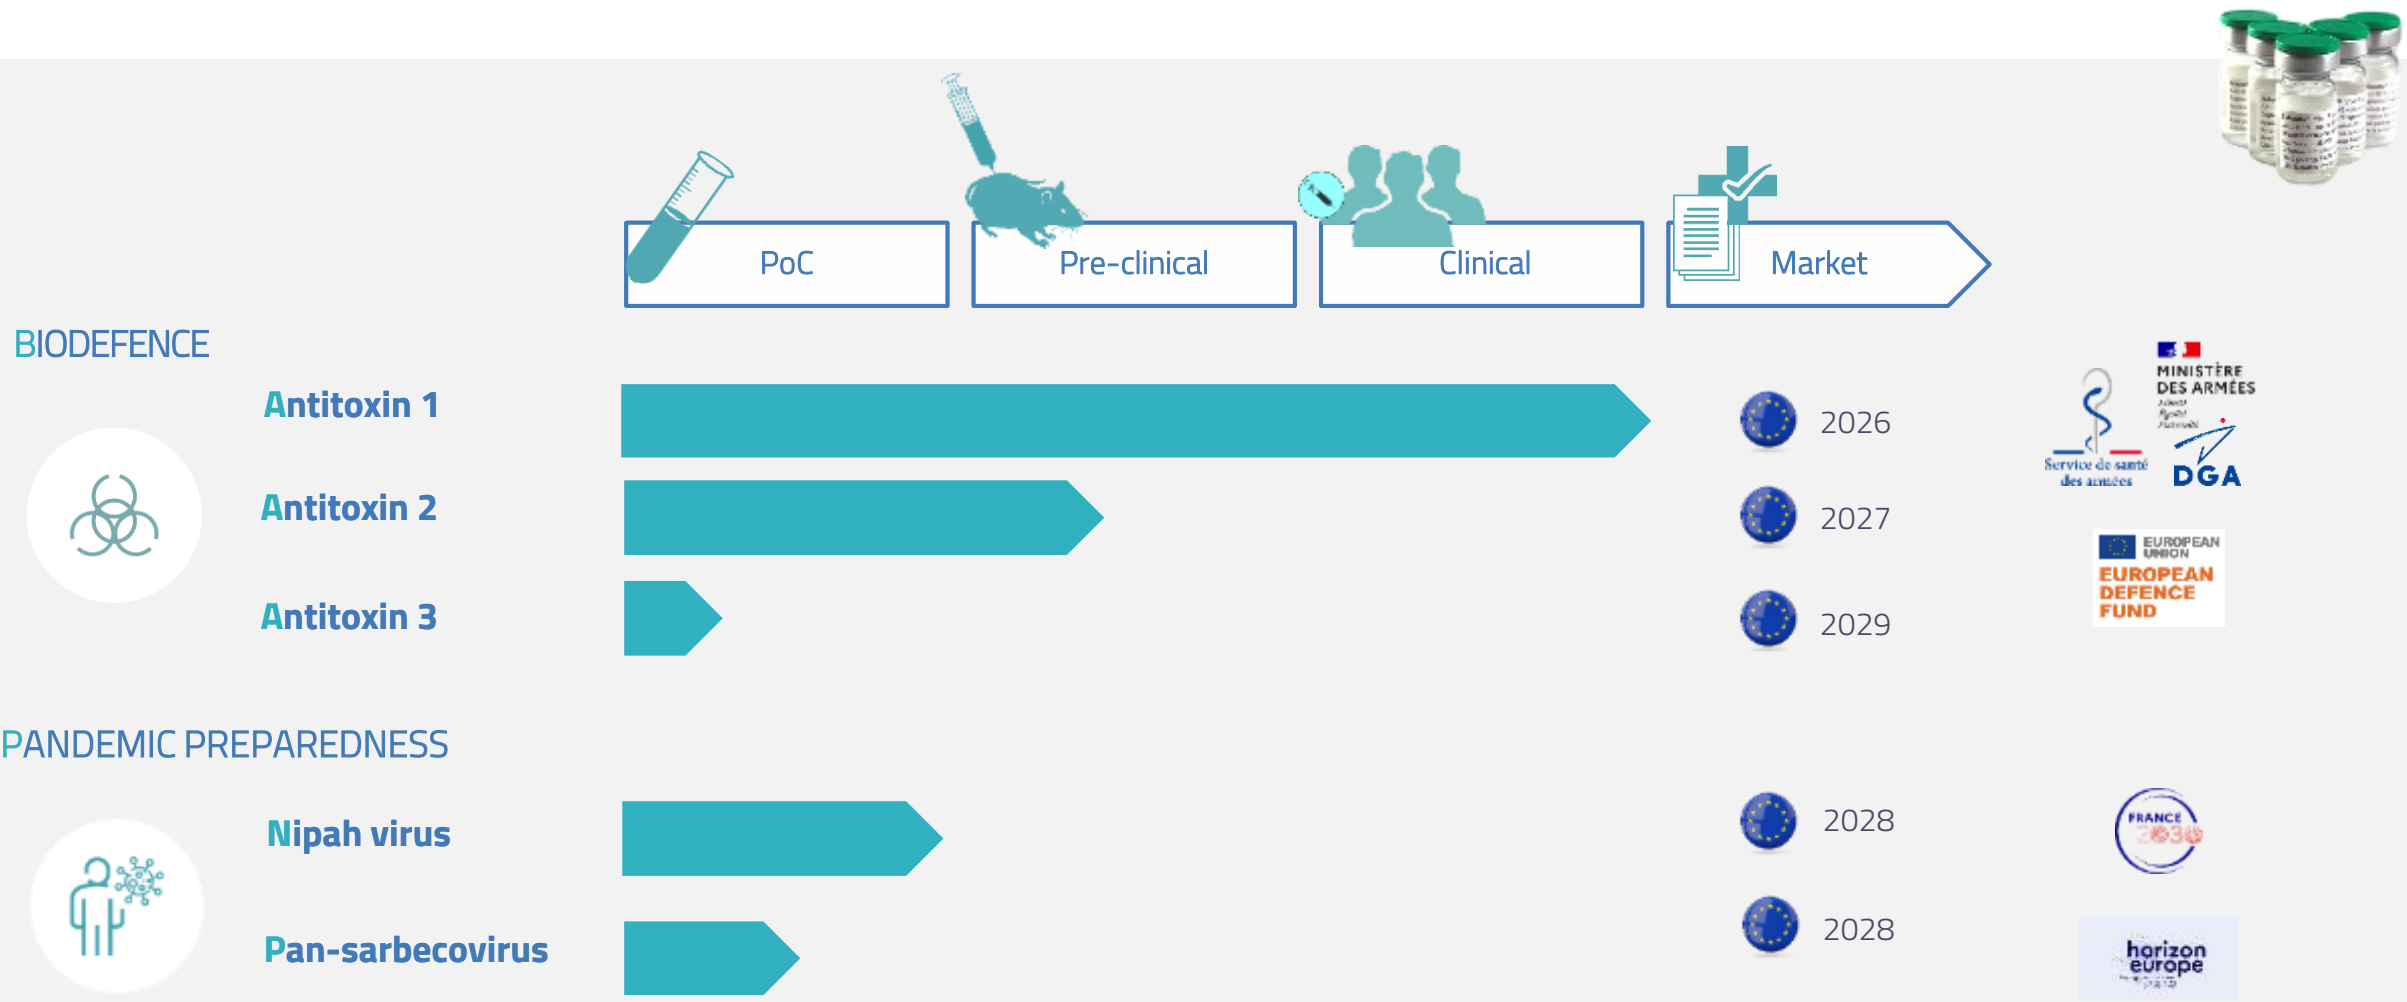 PoC
Pre-clinical
Clinical
Market
BIODEFENCE
Antitoxin 1
2026
Antitoxin 2
2027
Antitoxin 3
2029
MINISTÈRE
DES ARMÉES
Service de santé
des armées
DGA
EUROPEAN
UNION
EUROPEAN
DEFENCE
FUND
PANDEMIC PREPAREDNESS
Nipah virus
2028
Pan-sarbecovirus
2028
FRANCE
2030
horizon
europe